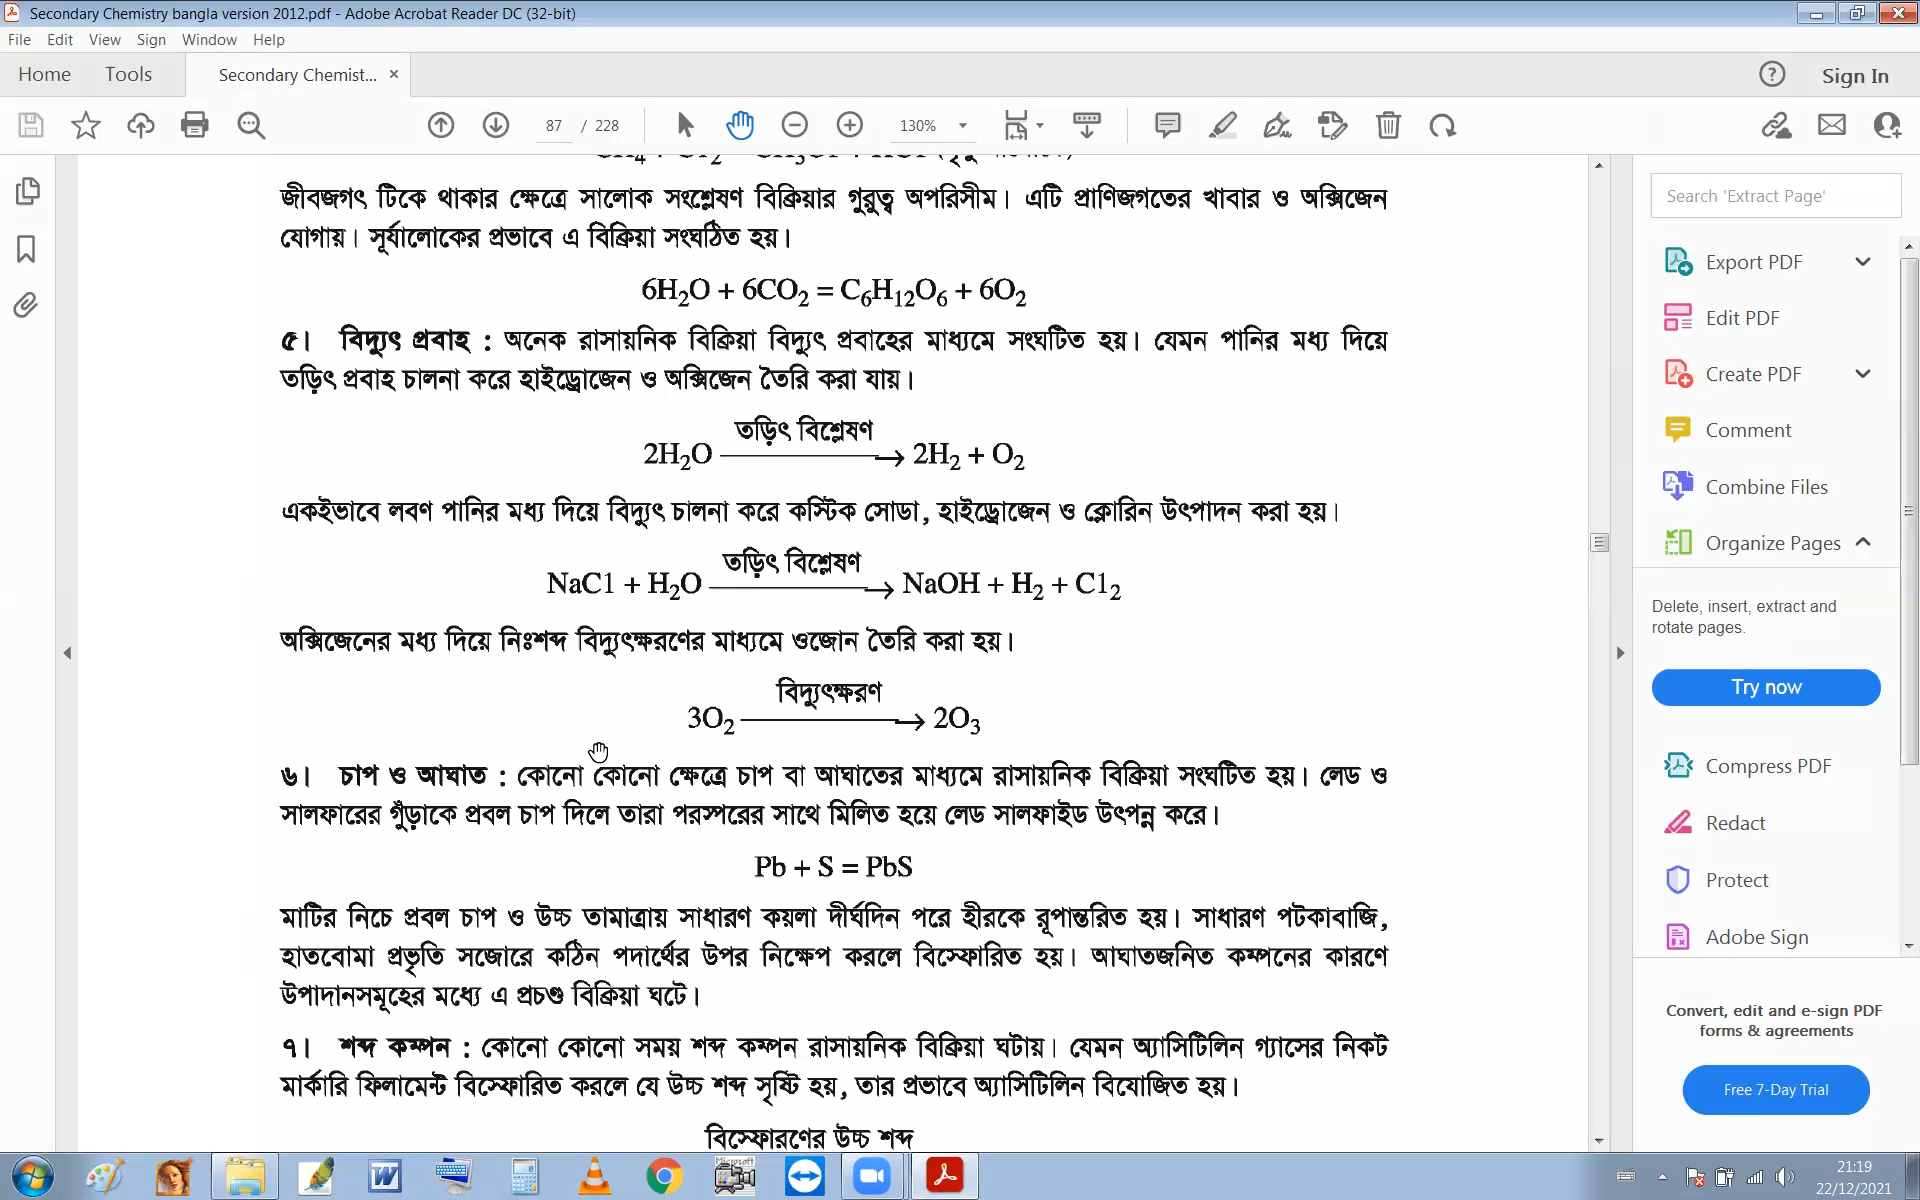 Secondary Chemistry bangla version 2012.pdf - Adobe Acrobat Reader DC (32-bit)
File Edit View Sign Window Help
Home Tools Secondary Chemist... × Sign In
87 / 228 130%
জীবজগৎ টিকে থাকার ক্ষেত্রে সালোক সংশ্লেষণ বিক্রিয়ার গুরুত্ব অপরিসীম। এটি প্রাণিজগতের খাবার ও অক্সিজেন
যোগায়। সূর্যালোকের প্রভাবে এ বিক্রিয়া সংঘঠিত হয়।
6H₂O + 6CO₂ = C₆H₁₂O₆ + 6O₂
৫। বিদ্যুৎ প্রবাহ : অনেক রাসায়নিক বিক্রিয়া বিদ্যুৎ প্রবাহের মাধ্যমে সংঘটিত হয়। যেমন পানির মধ্য দিয়ে
তড়িৎ প্রবাহ চালনা করে হাইড্রোজেন ও অক্সিজেন তৈরি করা যায়।
তড়িৎ বিশ্লেষণ
2H₂O ⟶ 2H₂ + O₂
একইভাবে লবণ পানির মধ্য দিয়ে বিদ্যুৎ চালনা করে কস্টিক সোডা, হাইড্রোজেন ও ক্লোরিন উৎপাদন করা হয়।
তড়িৎ বিশ্লেষণ
NaC1 + H₂O ⟶ NaOH + H₂ + C1₂
অক্সিজেনের মধ্য দিয়ে নিঃশব্দ বিদ্যুৎক্ষরণের মাধ্যমে ওজোন তৈরি করা হয়।
বিদ্যুৎক্ষরণ
3O₂ ⟶ 2O₃
৬। চাপ ও আঘাত : কোনো কোনো ক্ষেত্রে চাপ বা আঘাতের মাধ্যমে রাসায়নিক বিক্রিয়া সংঘটিত হয়। লেড ও
সালফারের গুঁড়াকে প্রবল চাপ দিলে তারা পরস্পরের সাথে মিলিত হয়ে লেড সালফাইড উৎপন্ন করে।
Pb + S = PbS
মাটির নিচে প্রবল চাপ ও উচ্চ তামাত্রায় সাধারণ কয়লা দীর্ঘদিন পরে হীরকে রূপান্তরিত হয়। সাধারণ পটকাবাজি,
হাতবোমা প্রভৃতি সজোরে কঠিন পদার্থের উপর নিক্ষেপ করলে বিস্ফোরিত হয়। আঘাতজনিত কম্পনের কারণে
উপাদানসমূহের মধ্যে এ প্রচণ্ড বিক্রিয়া ঘটে।
৭। শব্দ কম্পন : কোনো কোনো সময় শব্দ কম্পন রাসায়নিক বিক্রিয়া ঘটায়। যেমন অ্যাসিটিলিন গ্যাসের নিকট
মার্কারি ফিলামেন্ট বিস্ফোরিত করলে যে উচ্চ শব্দ সৃষ্টি হয়, তার প্রভাবে অ্যাসিটিলিন বিযোজিত হয়।
বিস্ফোরণের উচ্চ শব্দ
Search 'Extract Page'
Export PDF
Edit PDF
Create PDF
Comment
Combine Files
Organize Pages
Delete, insert, extract and
rotate pages.
Try now
Compress PDF
Redact
Protect
Adobe Sign
Convert, edit and e-sign PDF
forms & agreements
Free 7-Day Trial
21:19
22/12/2021